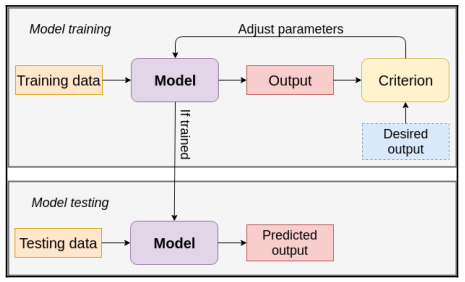 Model training
Adjust parameters
Training data
Model
Output
Criterion
If trained
Desired
output
Model testing
Testing data
Model
Predicted
output